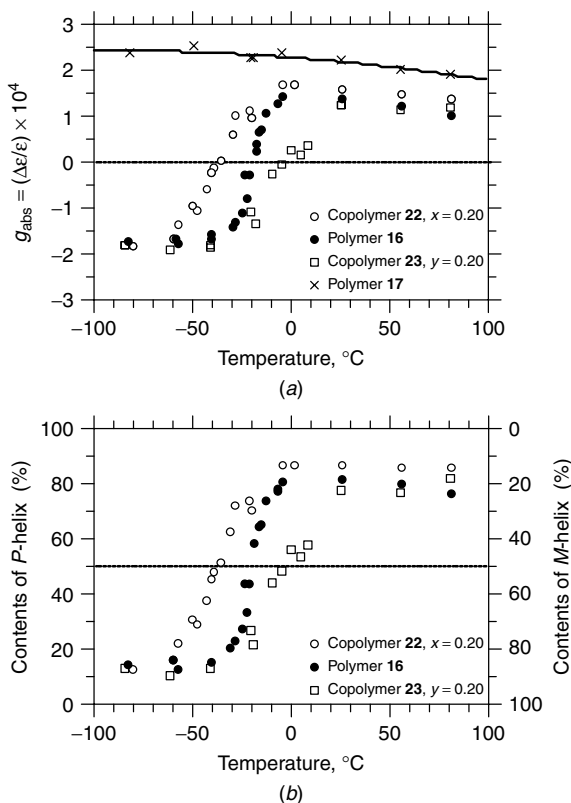 3
2
1
0
−1
−2
−3
g_abs = (Δε/ε) × 10⁴
Copolymer 22, x = 0.20
Polymer 16
Copolymer 23, y = 0.20
Polymer 17
−100 −50 0 50 100
Temperature, °C
(a)
100
80
60
40
20
0
Contents of P-helix (%)
0
20
40
60
80
100
Contents of M-helix (%)
Copolymer 22, x = 0.20
Polymer 16
Copolymer 23, y = 0.20
−100 −50 0 50 100
Temperature, °C
(b)